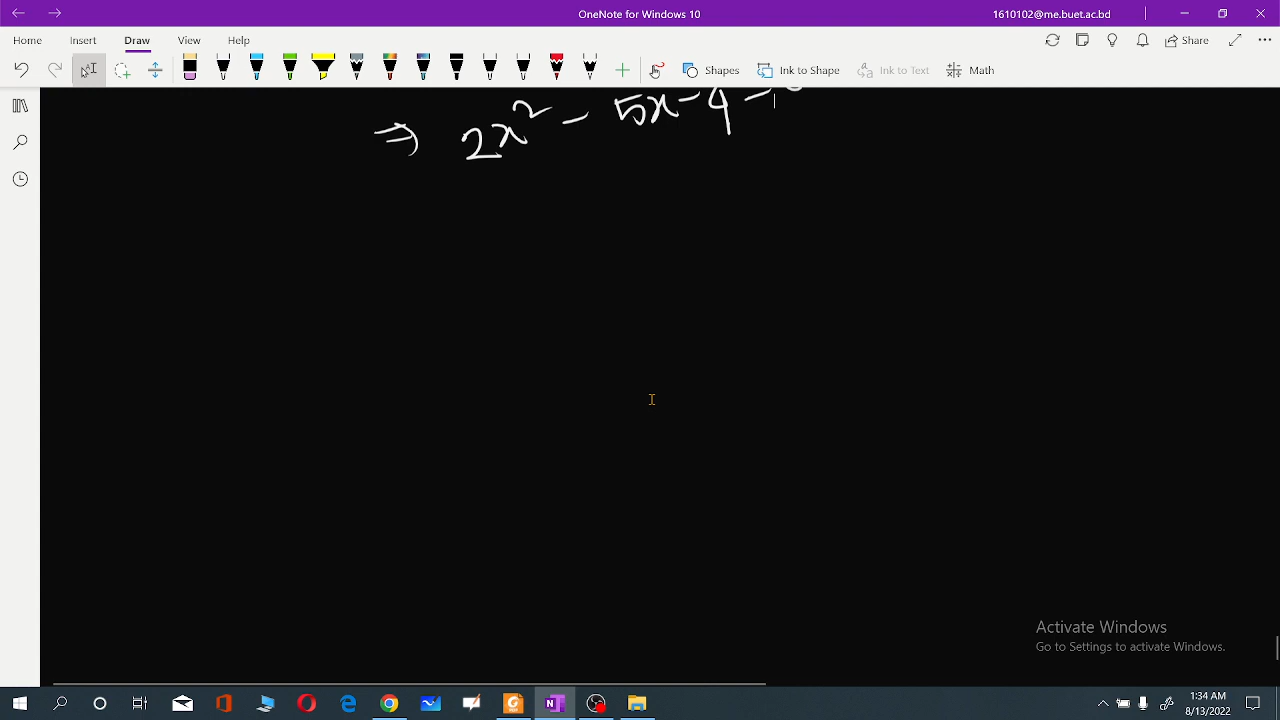 OneNote for Windows 10
1610102@me.buet.ac.bd
Home Insert Draw View Help
Share
Shapes
Ink to Shape
Ink to Text
Math
⇒ 2x² - 5x - 4 -
Activate Windows
Go to Settings to activate Windows.
1:34 AM
8/13/2022